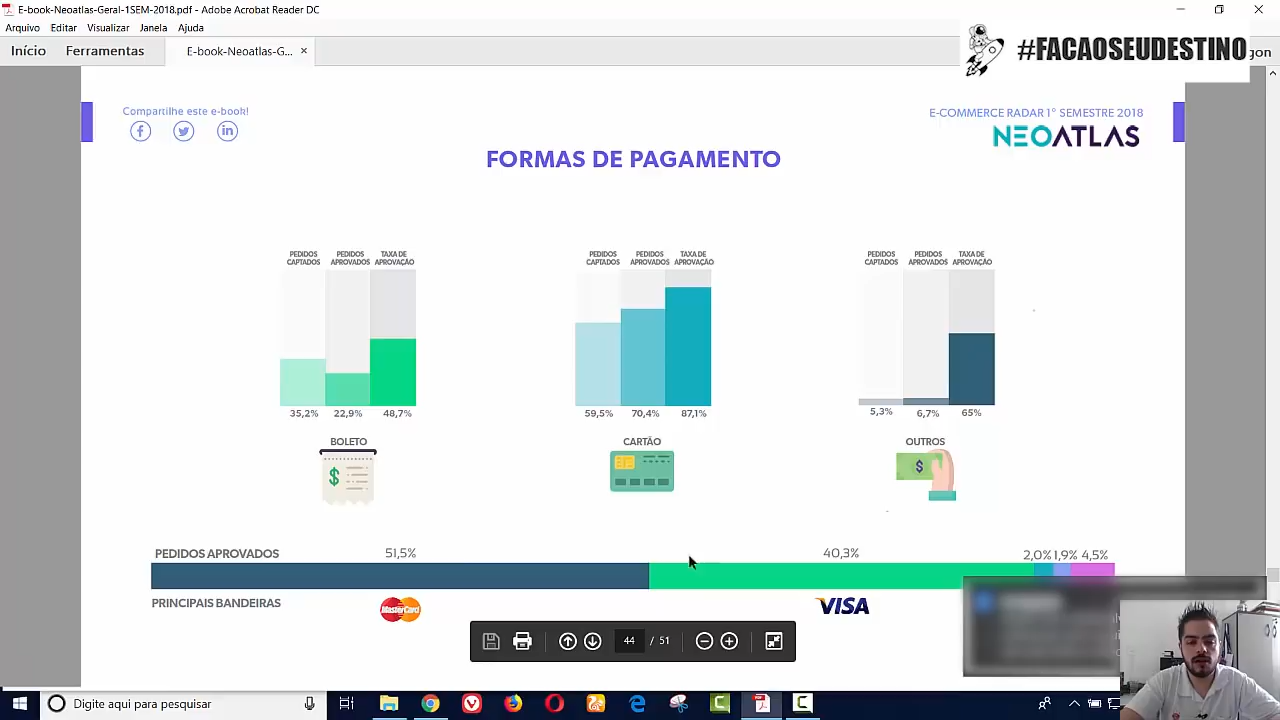 E-book-Neoatlas-Geral-1SEM-2018.pdf - Adobe Acrobat Reader DC
Arquivo Editar Visualizar Janela Ajuda
Início Ferramentas E-book-Neoatlas-G... ×
#FACAOSEUDESTINO
Compartilhe este e-book!
E-COMMERCE RADAR 1° SEMESTRE 2018
NEOATLAS
FORMAS DE PAGAMENTO
PEDIDOS CAPTADOS
PEDIDOS APROVADOS
TAXA DE APROVAÇÃO
35,2% 22,9% 48,7%
BOLETO
PEDIDOS CAPTADOS
PEDIDOS APROVADOS
TAXA DE APROVAÇÃO
59,5% 70,4% 87,1%
CARTÃO
PEDIDOS CAPTADOS
PEDIDOS APROVADOS
TAXA DE APROVAÇÃO
5,3% 6,7% 65%
OUTROS
PEDIDOS APROVADOS 51,5% 40,3% 2,0% 1,9% 4,5%
PRINCIPAIS BANDEIRAS MasterCard VISA
44 / 51
Digite aqui para pesquisar